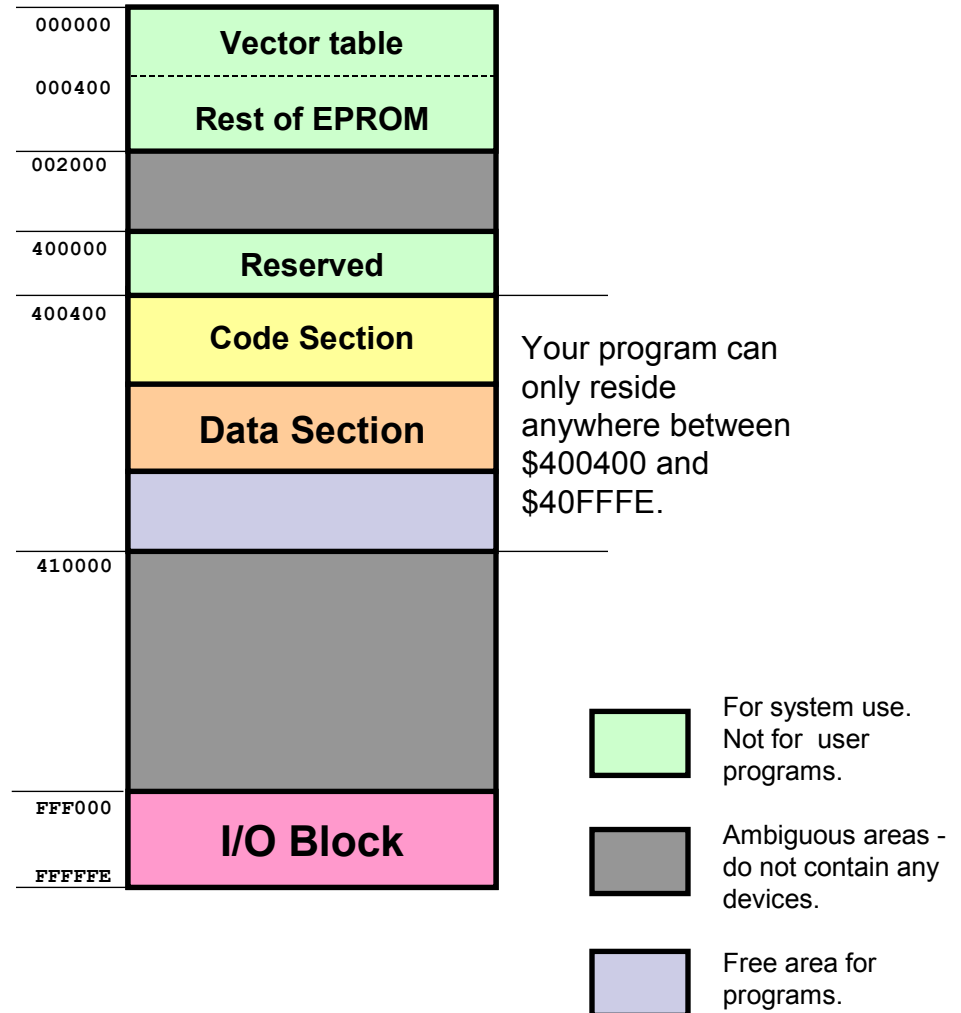 000000
Vector table
000400
Rest of EPROM
002000
400000
Reserved
400400
Code Section
Your program can
only reside
anywhere between
$400400 and
$40FFFE.
Data Section
410000
FFF000
I/O Block
FFFFFE
For system use.
Not for user
programs.
Ambiguous areas -
do not contain any
devices.
Free area for
programs.